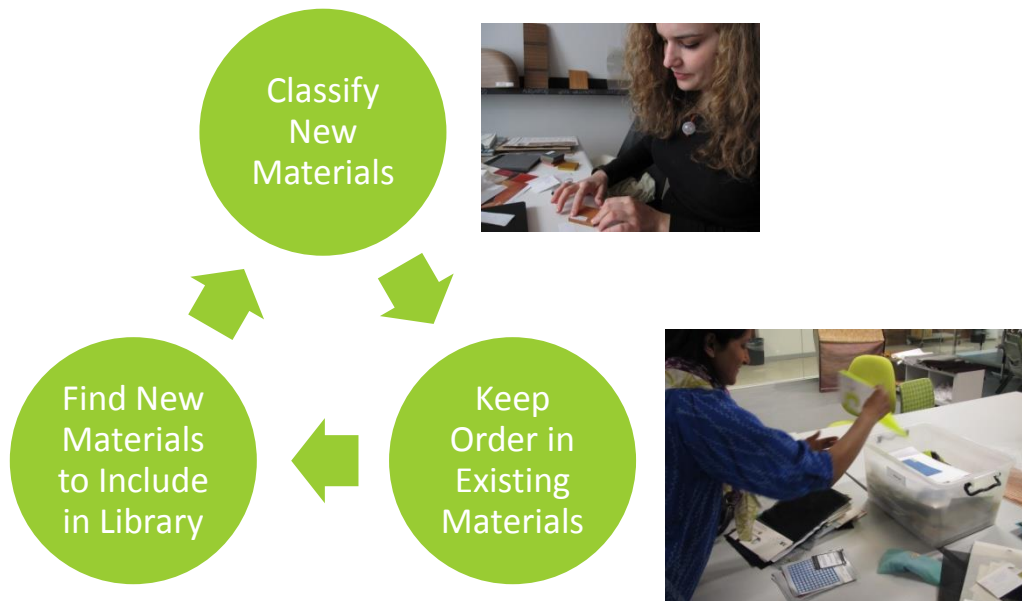 Classify
New
Materials
Find New
Materials
to Include
in Library
Keep
Order in
Existing
Materials